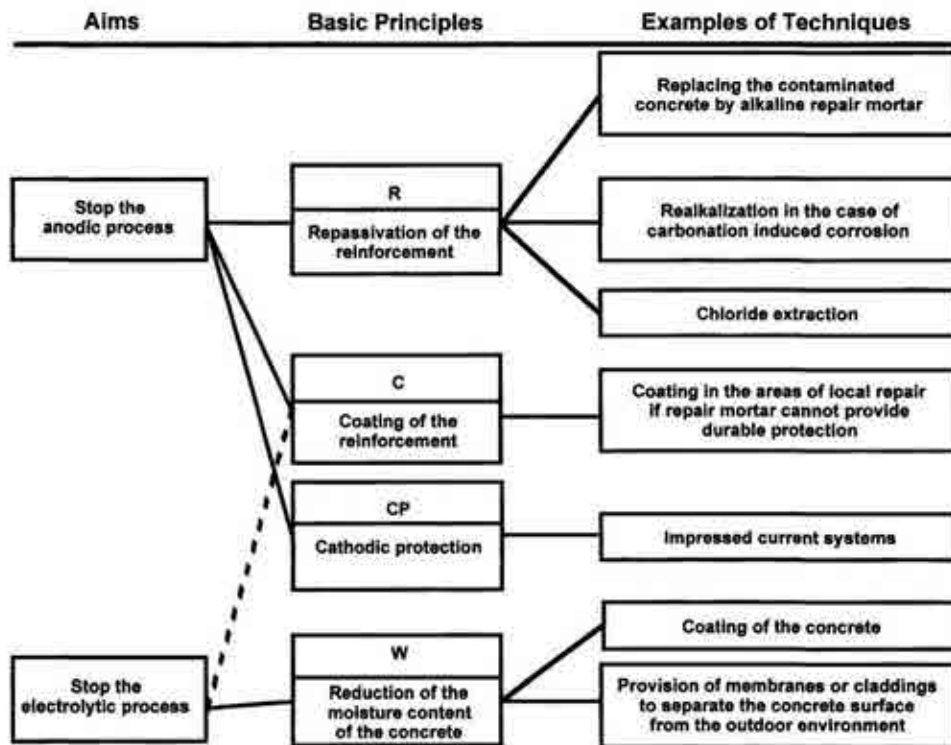 Aims Basic Principles Examples of Techniques
Replacing the contaminated
concrete by alkaline repair mortar
R
Stop the
anodic process
Repassivation of the
reinforcement
Realkalization in the case of
carbonation induced corrosion
Chloride extraction
C
Coating of the
reinforcement
Coating in the areas of local repair
if repair mortar cannot provide
durable protection
CP
Cathodic protection
Impressed current systems
Coating of the concrete
W
Stop the
electrolytic process
Reduction of the
moisture content
of the concrete
Provision of membranes or claddings
to separate the concrete surface
from the outdoor environment